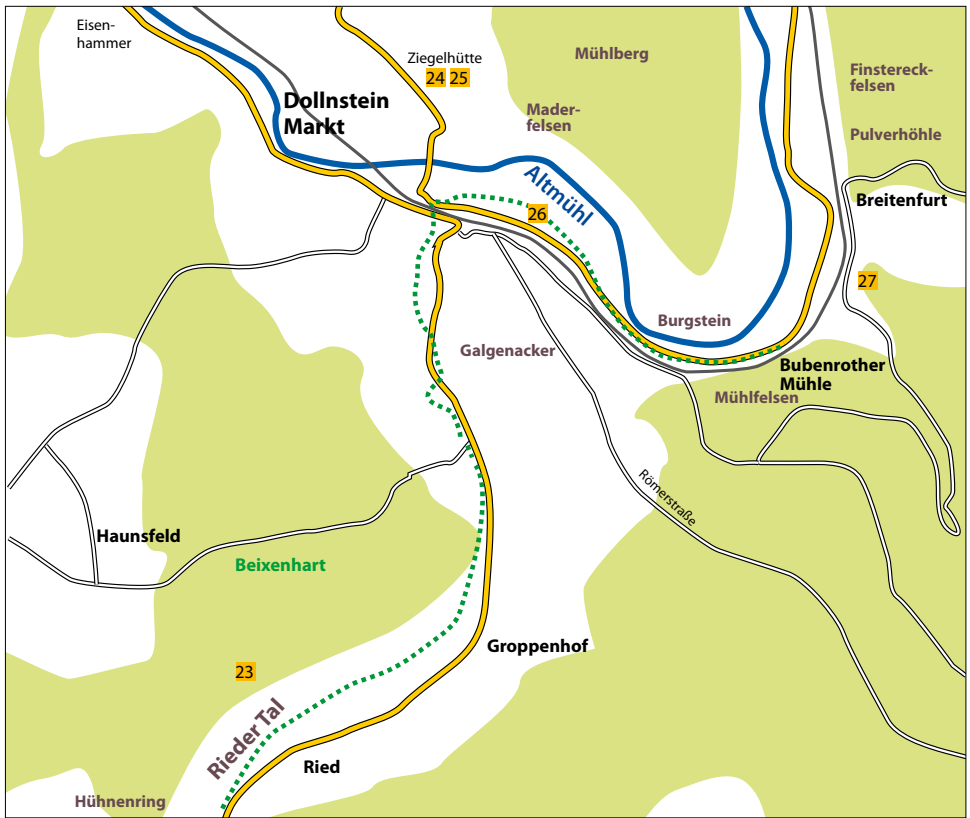 Eisen-
hammer
Ziegelhütte
24 25
Mühlberg
Finstereck-
felsen
Dollnstein
Markt
Mader-
felsen
Pulverhöhle
Altmühl
Breitenfurt
26
27
Burgstein
Galgenacker
Bubenrother
Mühle
Mühlfelsen
Römerstraße
Haunsfeld
Beixenhart
Groppenhof
23
Rieder Tal
Ried
Hühnenring